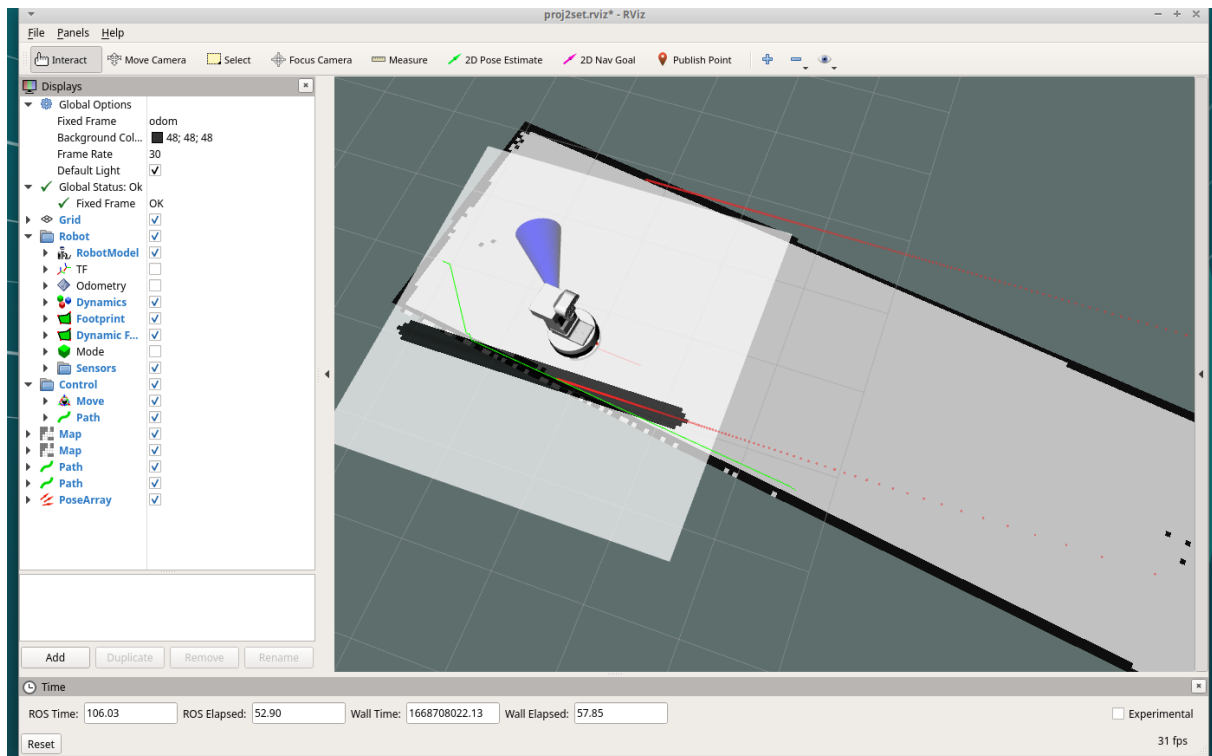 proj2set.rviz* - RViz
File Panels Help
Interact Move Camera Select Focus Camera Measure 2D Pose Estimate 2D Nav Goal Publish Point
Displays
Global Options
Fixed Frame odom
Background Col... 48; 48; 48
Frame Rate 30
Default Light
Global Status: Ok
Fixed Frame OK
Grid
Robot
RobotModel
TF
Odometry
Dynamics
Footprint
Dynamic F...
Mode
Sensors
Control
Move
Path
Map
Map
Path
Path
PoseArray
Add Duplicate Remove Rename
Time
ROS Time: 106.03 ROS Elapsed: 52.90 Wall Time: 1668708022.13 Wall Elapsed: 57.85 Experimental
Reset 31 fps